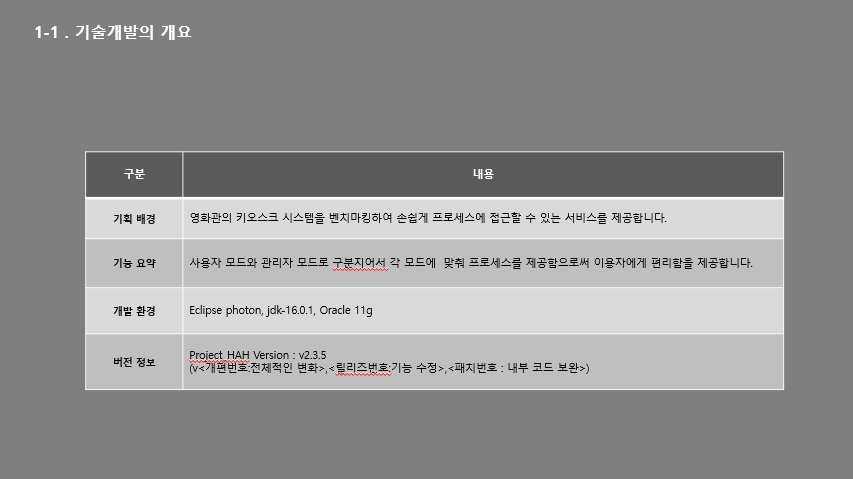 1-1 . 기술개발의 개요
구분 내용
기획 배경 영화관의 키오스크 시스템을 벤치마킹하여 손쉽게 프로세스에 접근할 수 있는 서비스를 제공합니다.
기능 요약 사용자 모드와 관리자 모드로 구분지어서 각 모드에  맞춰 프로세스를 제공함으로써 이용자에게 편리함을 제공합니다.
개발 환경 Eclipse photon, jdk-16.0.1, Oracle 11g
버전 정보 Project_HAH Version : v2.3.5
(v<개편번호:전체적인 변화>,<릴리즈번호:기능 수정>,<패치번호 : 내부 코드 보완>)